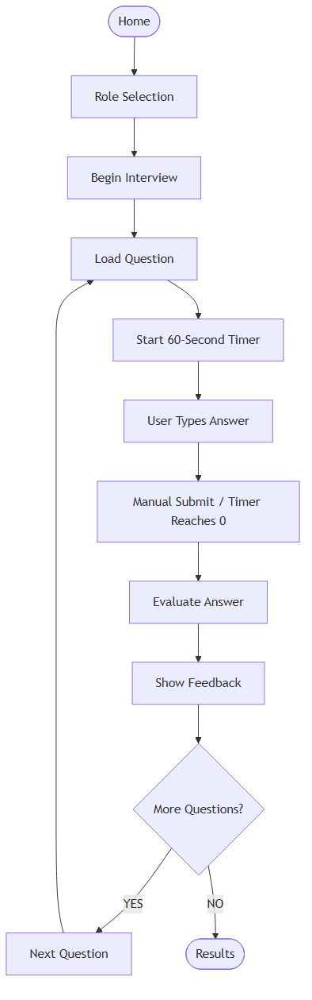 Home
Role Selection
Begin Interview
Load Question
Start 60-Second Timer
User Types Answer
Manual Submit / Timer
Reaches 0
Evaluate Answer
Show Feedback
More Questions?
YES
NO
Next Question
Results